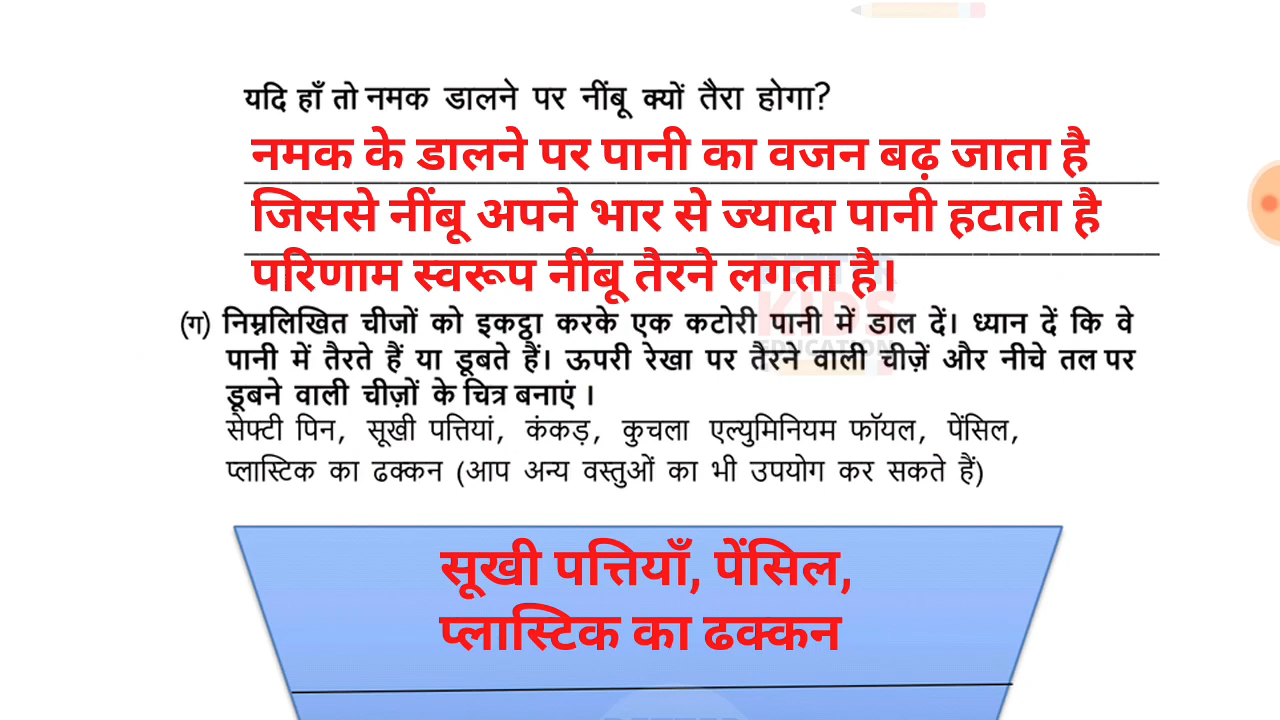 यदि हाँ तो नमक डालने पर नींबू क्यों तैरा होगा?
नमक के डालने पर पानी का वजन बढ़ जाता है
जिससे नींबू अपने भार से ज्यादा पानी हटाता है
परिणाम स्वरूप नींबू तैरने लगता है।
KIDS
EDUCATION
(ग) निम्नलिखित चीजों को इकट्ठा करके एक कटोरी पानी में डाल दें। ध्यान दें कि वे
पानी में तैरते हैं या डूबते हैं। ऊपरी रेखा पर तैरने वाली चीज़ें और नीचे तल पर
डूबने वाली चीज़ों के चित्र बनाएं ।
सेफ्टी पिन, सूखी पत्तियां, कंकड़, कुचला एल्युमिनियम फॉयल, पेंसिल,
प्लास्टिक का ढक्कन (आप अन्य वस्तुओं का भी उपयोग कर सकते हैं)
सूखी पत्तियाँ, पेंसिल,
प्लास्टिक का ढक्कन